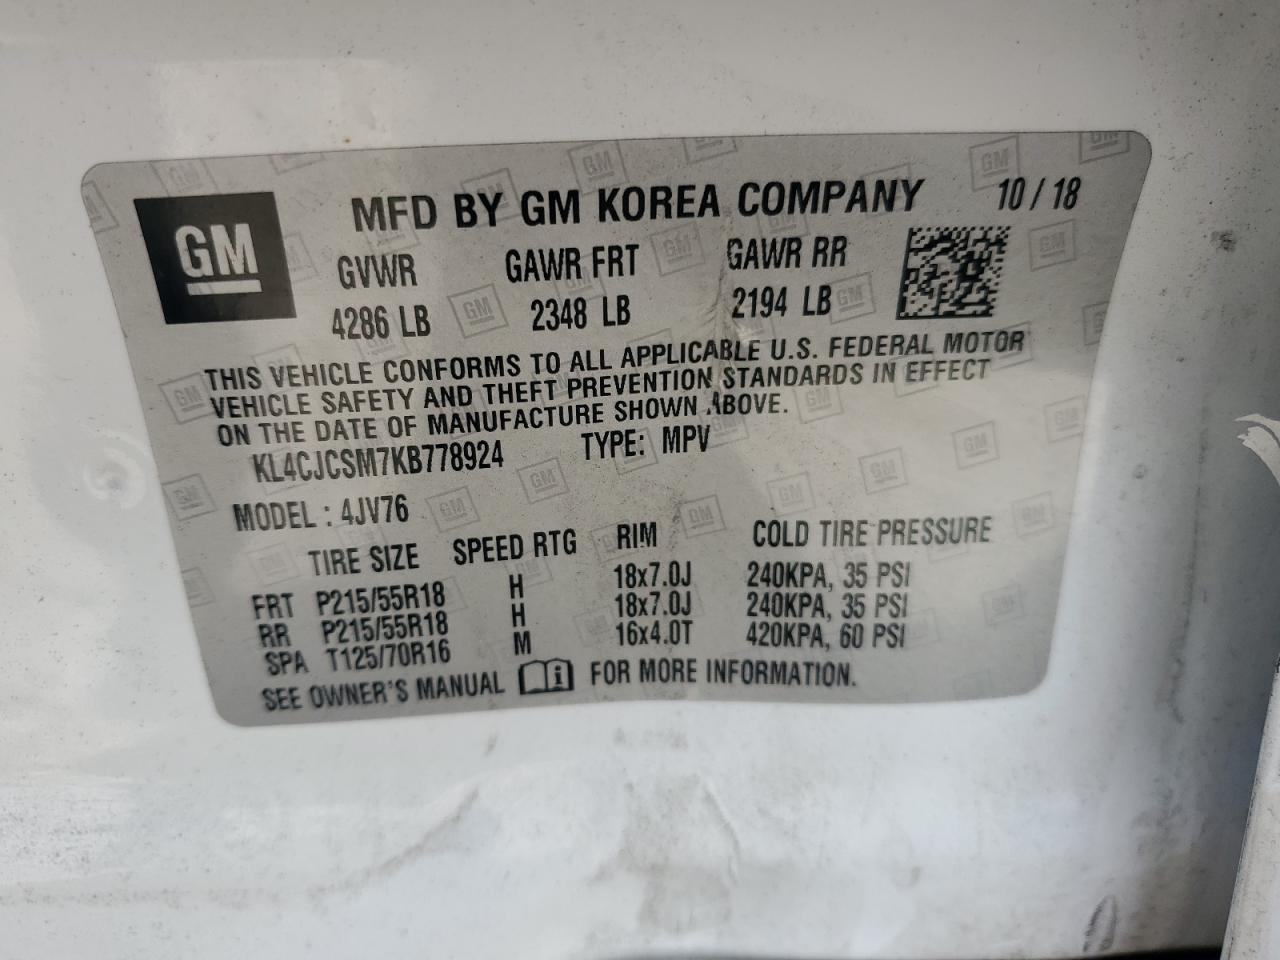 GM
MFD BY GM KOREA COMPANY 10 / 18
GVWR GAWR FRT GAWR RR
4286 LB 2348 LB 2194 LB
THIS VEHICLE CONFORMS TO ALL APPLICABLE U.S. FEDERAL MOTOR
VEHICLE SAFETY AND THEFT PREVENTION STANDARDS IN EFFECT
ON THE DATE OF MANUFACTURE SHOWN ABOVE.
KL4CJCSM7KB778924 TYPE: MPV
MODEL : 4JV76
TIRE SIZE SPEED RTG RIM COLD TIRE PRESSURE
FRT P215/55R18 H 18x7.0J 240KPA, 35 PSI
RR P215/55R18 H 18x7.0J 240KPA, 35 PSI
SPA T125/70R16 M 16x4.0T 420KPA, 60 PSI
SEE OWNER'S MANUAL i FOR MORE INFORMATION.